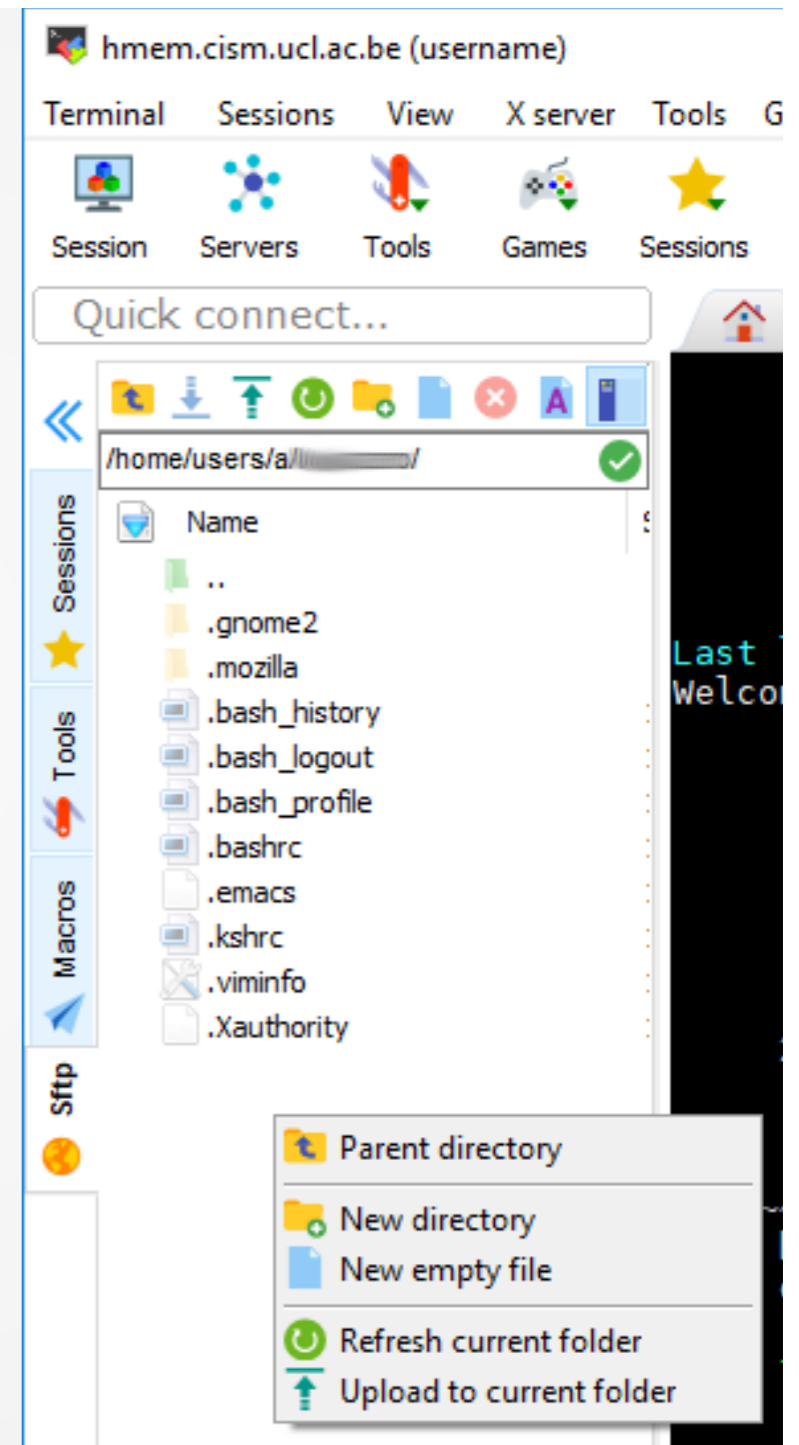 hmem.cism.ucl.ac.be (username)
Terminal Sessions View X server Tools G
Session Servers Tools Games Sessions
Quick connect...
/home/users/a/
Name
..
.gnome2
.mozilla
.bash_history
.bash_logout
.bash_profile
.bashrc
.emacs
.kshrc
.viminfo
.Xauthority
Sessions
Tools
Macros
Sftp
Parent directory
New directory
New empty file
Refresh current folder
Upload to current folder
Last
Welco